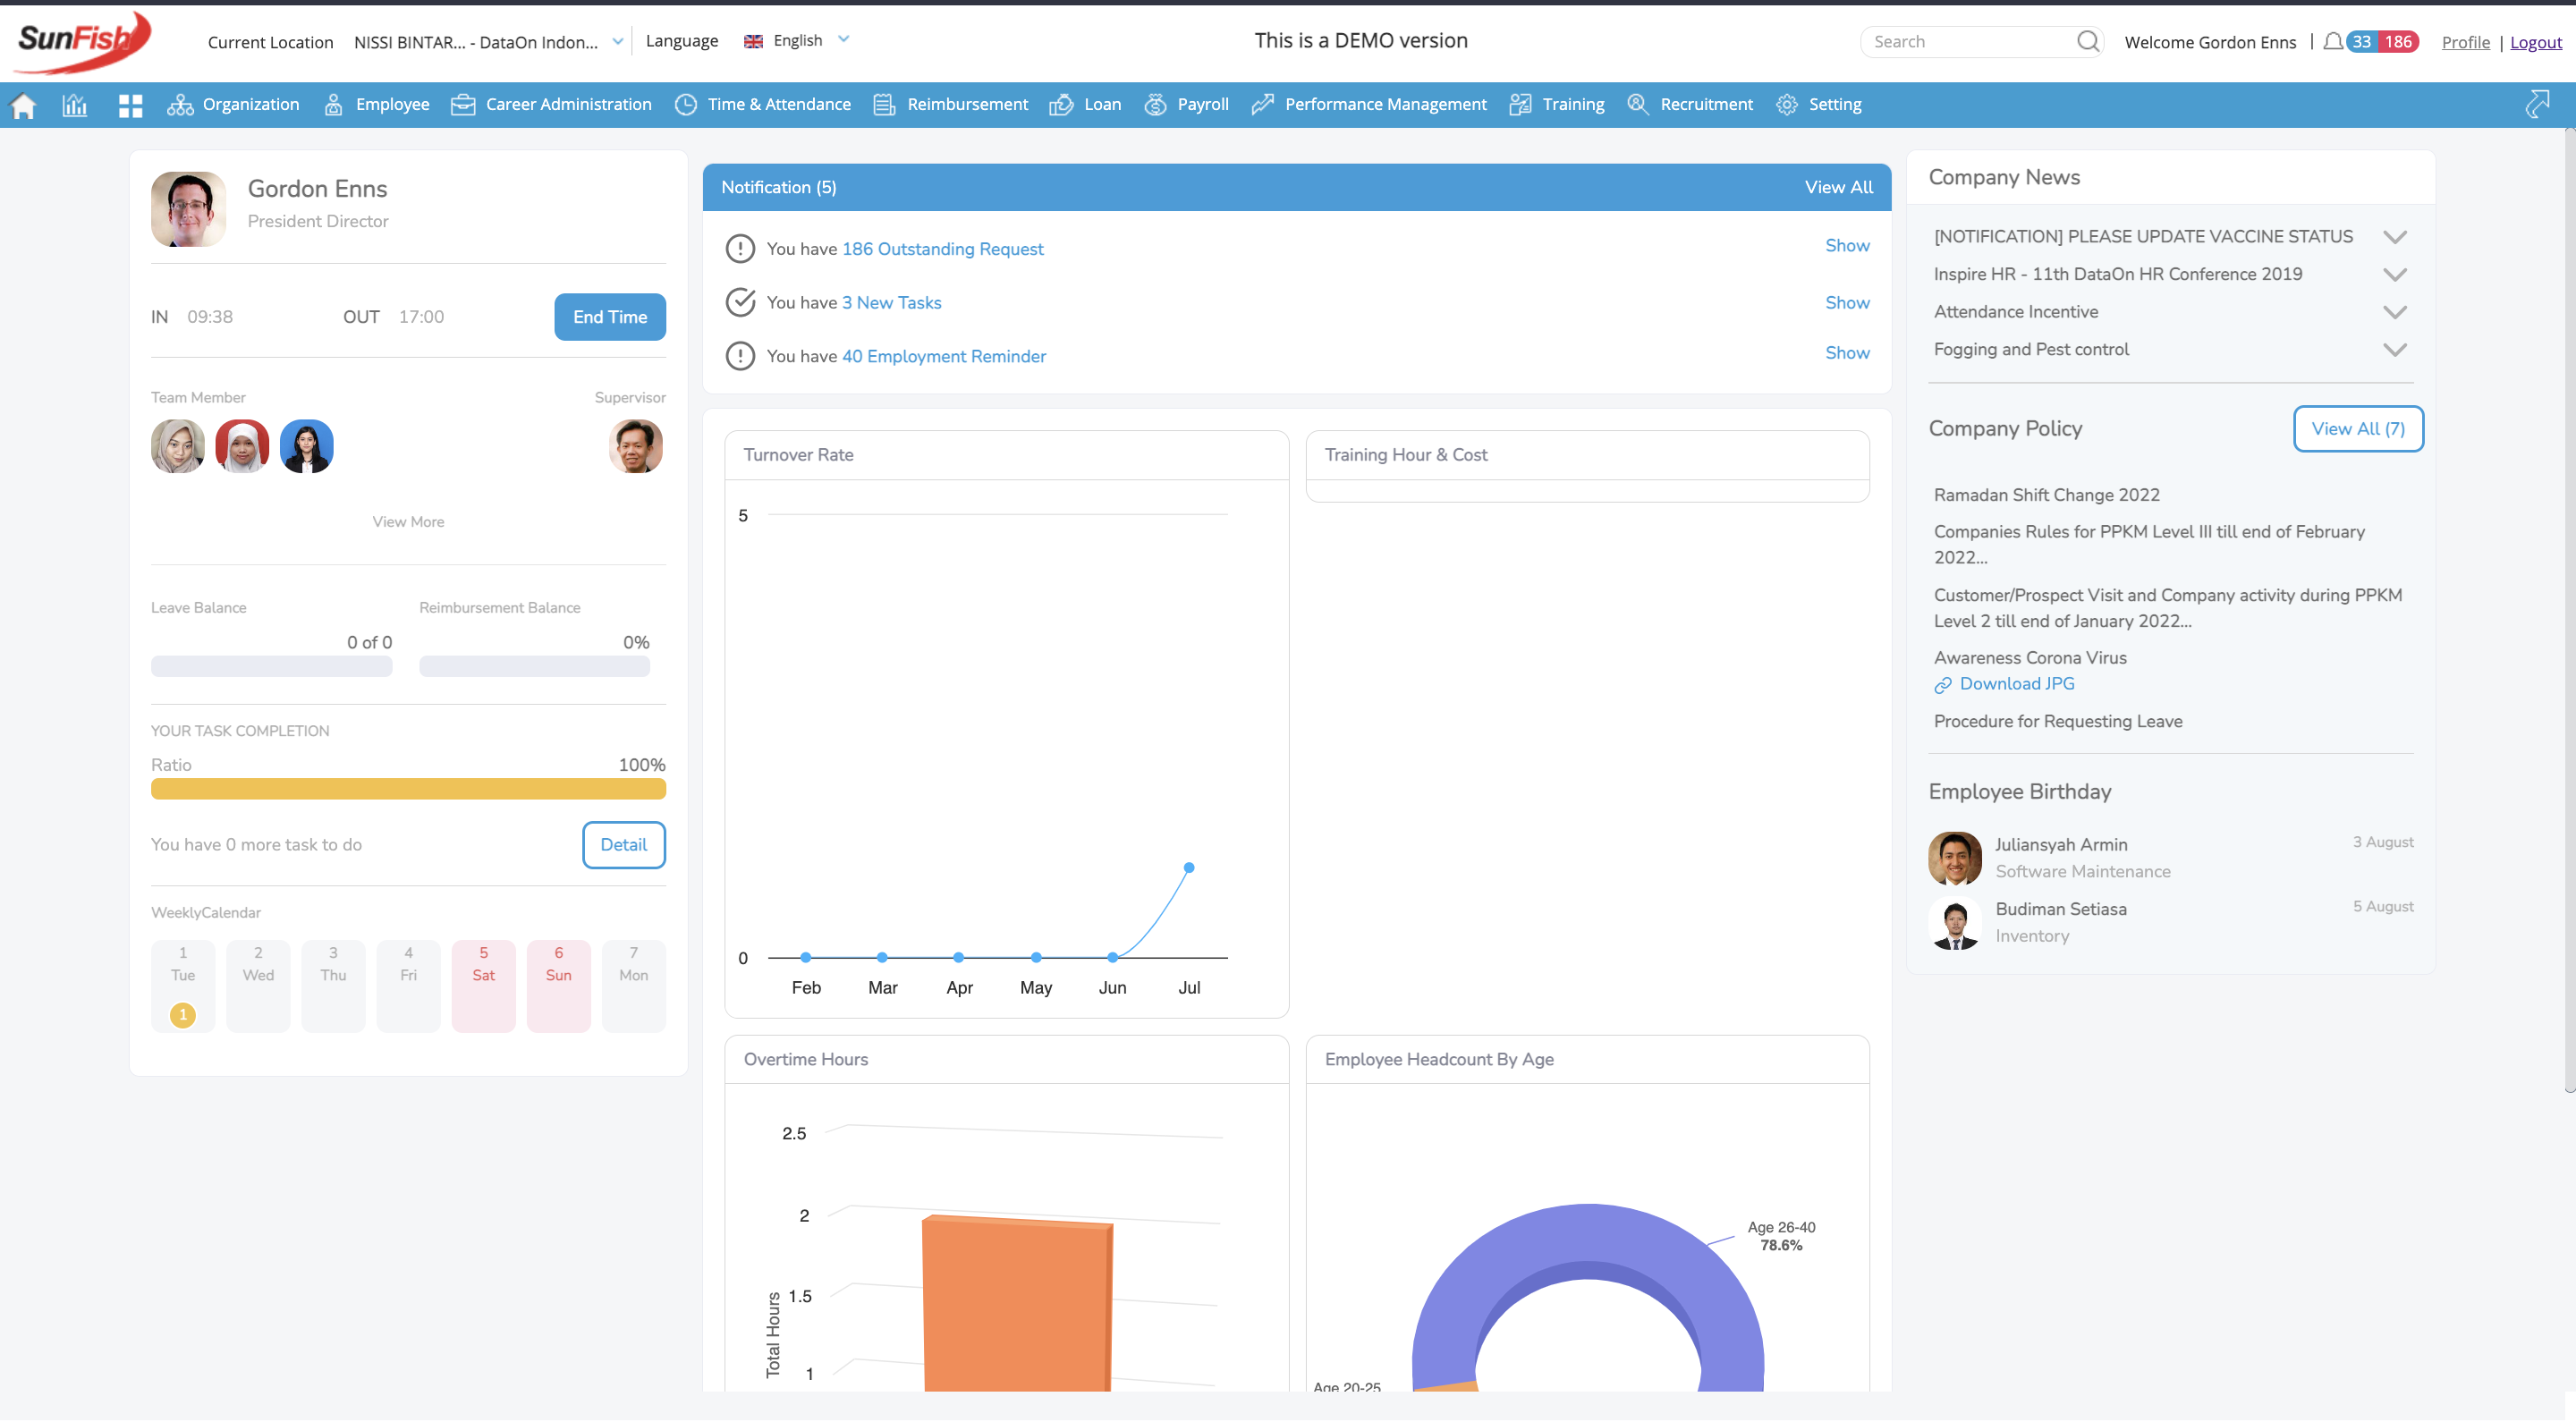 SunFish
Current Location NISSI BINTAR... - DataOn Indon... Language English
This is a DEMO version
Search
Welcome Gordon Enns | 33 186 Profile | Logout
Organization Employee Career Administration Time & Attendance Reimbursement Loan Payroll Performance Management Training Recruitment Setting
Gordon Enns
President Director
IN 09:38 OUT 17:00 End Time
Team Member Supervisor
View More
Leave Balance Reimbursement Balance
0 of 0 0%
YOUR TASK COMPLETION
Ratio 100%
You have 0 more task to do Detail
WeeklyCalendar
1 2 3 4 5 6 7
Tue Wed Thu Fri Sat Sun Mon
1
Notification (5) View All
You have 186 Outstanding Request Show
You have 3 New Tasks Show
You have 40 Employment Reminder Show
Turnover Rate
5
0
Feb Mar Apr May Jun Jul
Training Hour & Cost
Overtime Hours
2.5
2
1.5
1
Total Hours
Employee Headcount By Age
Age 26-40
78.6%
Age 20-25
Company News
[NOTIFICATION] PLEASE UPDATE VACCINE STATUS
Inspire HR - 11th DataOn HR Conference 2019
Attendance Incentive
Fogging and Pest control
Company Policy View All (7)
Ramadan Shift Change 2022
Companies Rules for PPKM Level III till end of February
2022...
Customer/Prospect Visit and Company activity during PPKM
Level 2 till end of January 2022...
Awareness Corona Virus
Download JPG
Procedure for Requesting Leave
Employee Birthday
Juliansyah Armin 3 August
Software Maintenance
Budiman Setiasa 5 August
Inventory